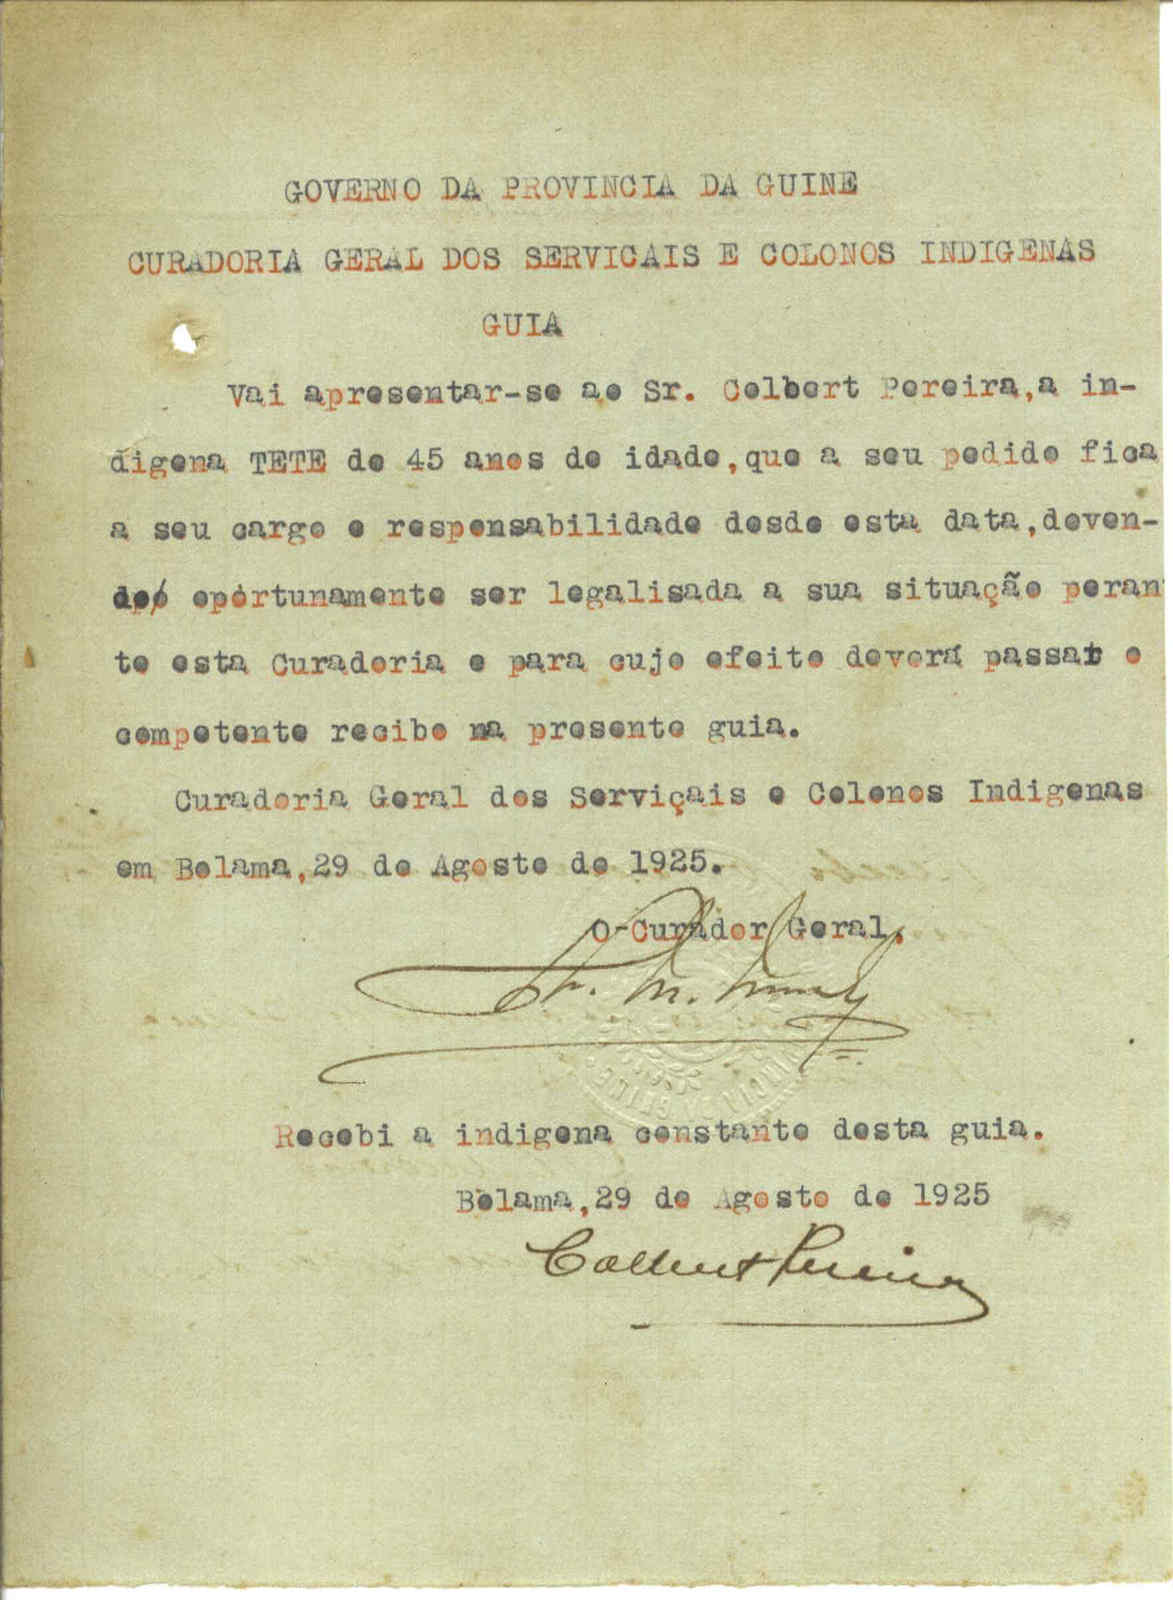 GOVERNO DA PROVINCIA DA GUINE
CURADORIA GERAL DOS SERVICAIS E COLONOS INDIGENAS
GUIA
Vai apresentar-se ao Sr. Colbert Pereira,a in-
digena TETE de 45 anos de idade,que a seu pedido fica
a seu cargo e responsabilidade desde esta data,deven-
do oportunamente ser legalisada a sua situação peran
te esta Curadoria e para cujo efeito deverá passar o
competente recibo na presente guia.
Curadoria Geral dos Serviçais e Colonos Indigenas
em Bolama,29 de Agosto de 1925.
O-Curador Geral.
Recebi a indigena constante desta guia.
Bolama,29 de Agosto de 1925
Colbert Pereira